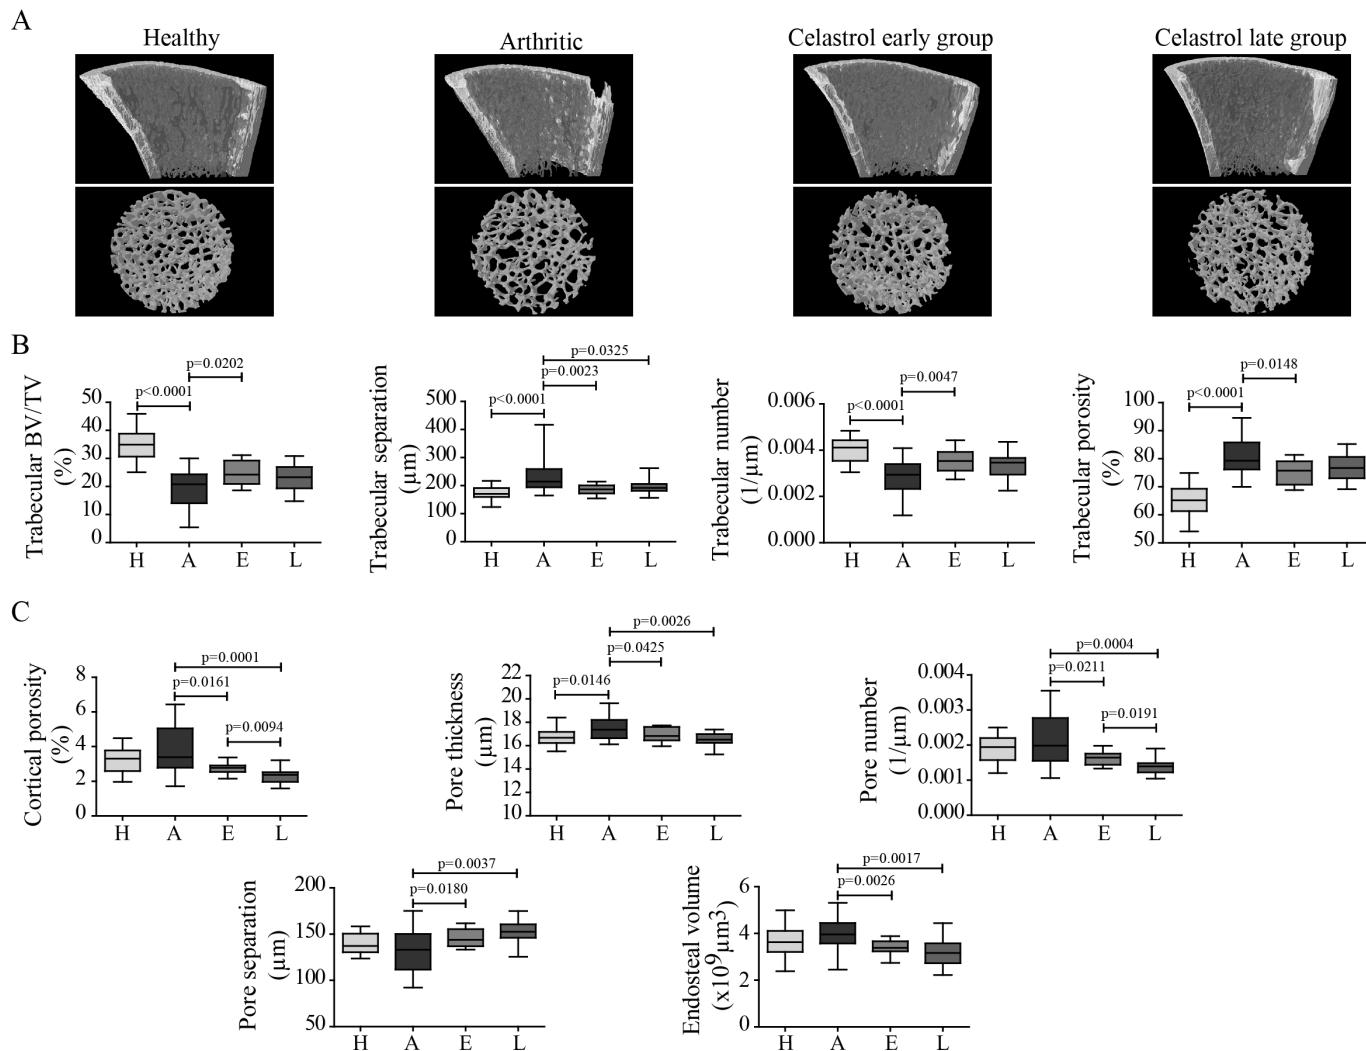 A
Healthy
Arthritic
Celastrol early group
Celastrol late group
B
Trabecular BV/TV
(%)
50
40
30
20
10
0
p<0.0001
p=0.0202
H A E L
Trabecular separation
(µm)
500
400
300
200
100
0
p<0.0001
p=0.0023
p=0.0325
H A E L
Trabecular number
(1/µm)
0.006
0.004
0.002
0.000
p<0.0001
p=0.0047
H A E L
Trabecular porosity
(%)
100
90
80
70
60
50
p<0.0001
p=0.0148
H A E L
C
Cortical porosity
(%)
8
6
4
2
0
p=0.0001
p=0.0161
p=0.0094
H A E L
Pore thickness
(µm)
22
20
18
16
14
12
10
p=0.0026
p=0.0425
p=0.0146
H A E L
Pore number
(1/µm)
0.004
0.003
0.002
0.001
0.000
p=0.0004
p=0.0211
p=0.0191
H A E L
Pore separation
(µm)
200
150
100
50
p=0.0037
p=0.0180
H A E L
Endosteal volume
(x10⁹µm³)
6
4
2
0
p=0.0017
p=0.0026
H A E L